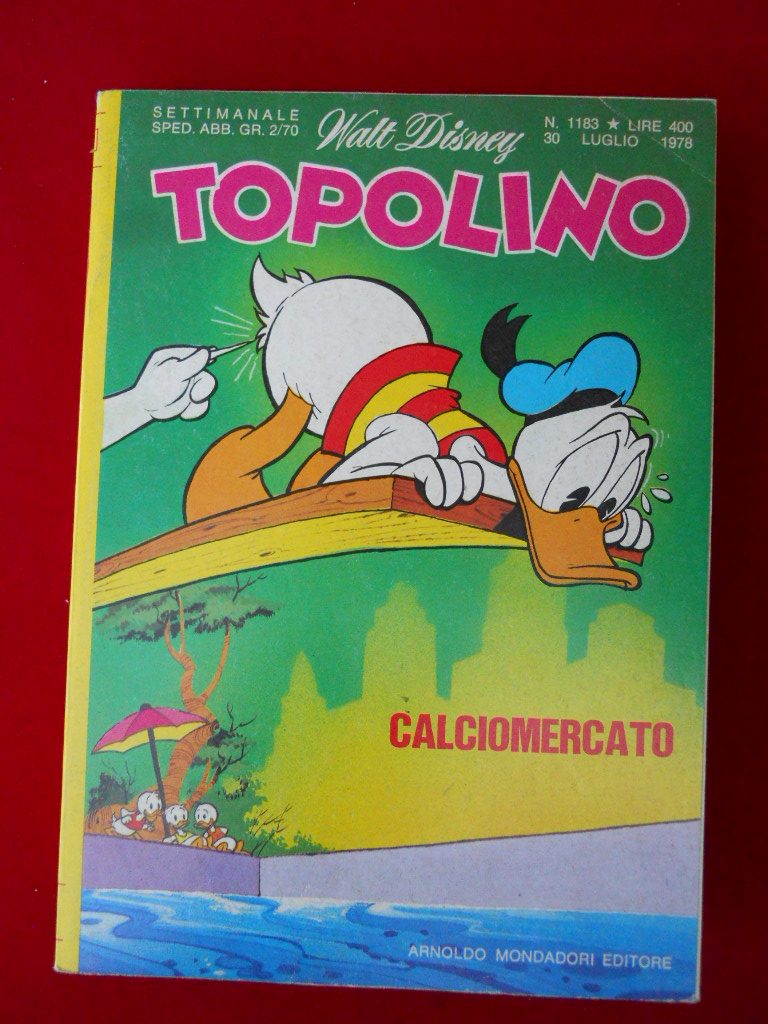 SETTIMANALE
SPED. ABB. GR. 2/70
Walt Disney
N. 1183 ★ LIRE 400
30 LUGLIO 1978
TOPOLINO
CALCIOMERCATO
ARNOLDO MONDADORI EDITORE